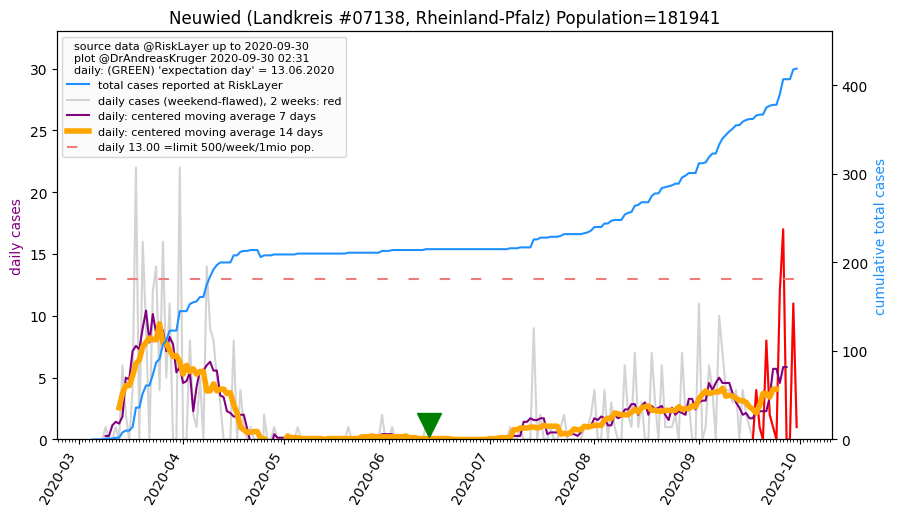 Neuwied (Landkreis #07138, Rheinland-Pfalz) Population=181941
source data @RiskLayer up to 2020-09-30
plot @DrAndreasKruger 2020-09-30 02:31
daily: (GREEN) 'expectation day' = 13.06.2020
total cases reported at RiskLayer
daily cases (weekend-flawed), 2 weeks: red
daily: centered moving average 7 days
daily: centered moving average 14 days
daily 13.00 =limit 500/week/1mio pop.
daily cases
30
25
20
15
10
5
0
cumulative total cases
400
300
200
100
0
2020-03
2020-04
2020-05
2020-06
2020-07
2020-08
2020-09
2020-10